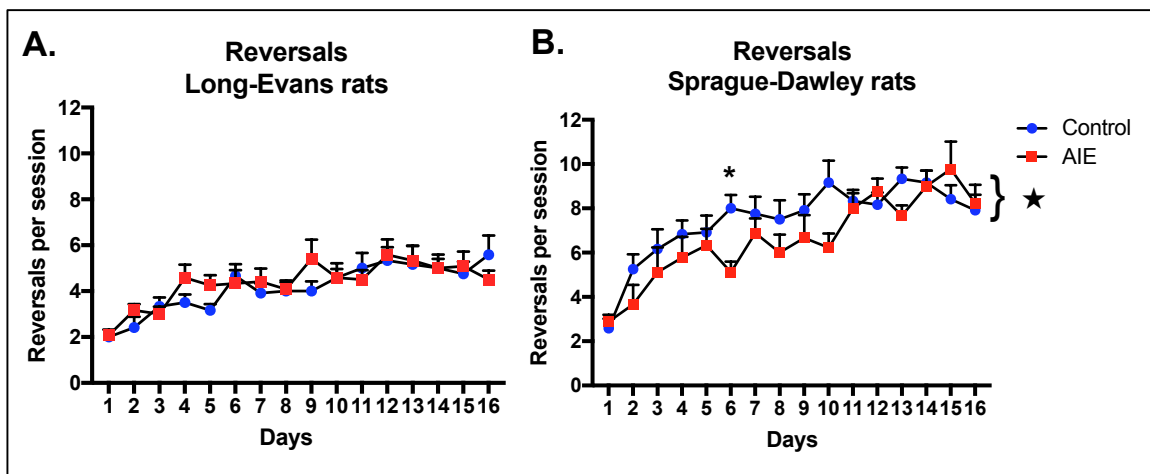 A.
Reversals
Long-Evans rats
Reversals per session
12
10
8
6
4
2
0
1 2 3 4 5 6 7 8 9 10 11 12 13 14 15 16
Days
B.
Reversals
Sprague-Dawley rats
Reversals per session
12
10
8
6
4
2
0
*
1 2 3 4 5 6 7 8 9 10 11 12 13 14 15 16
Days
Control
AIE
} ★